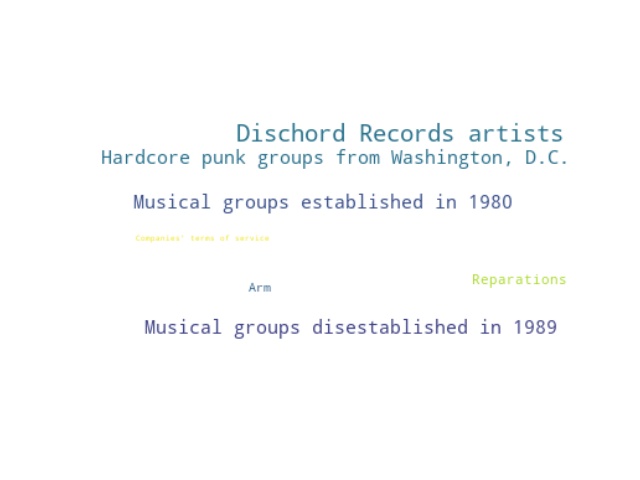 Dischord Records artists
Hardcore punk groups from Washington, D.C.
Musical groups established in 1980
Companies' terms of service
Reparations
Arm
Musical groups disestablished in 1989